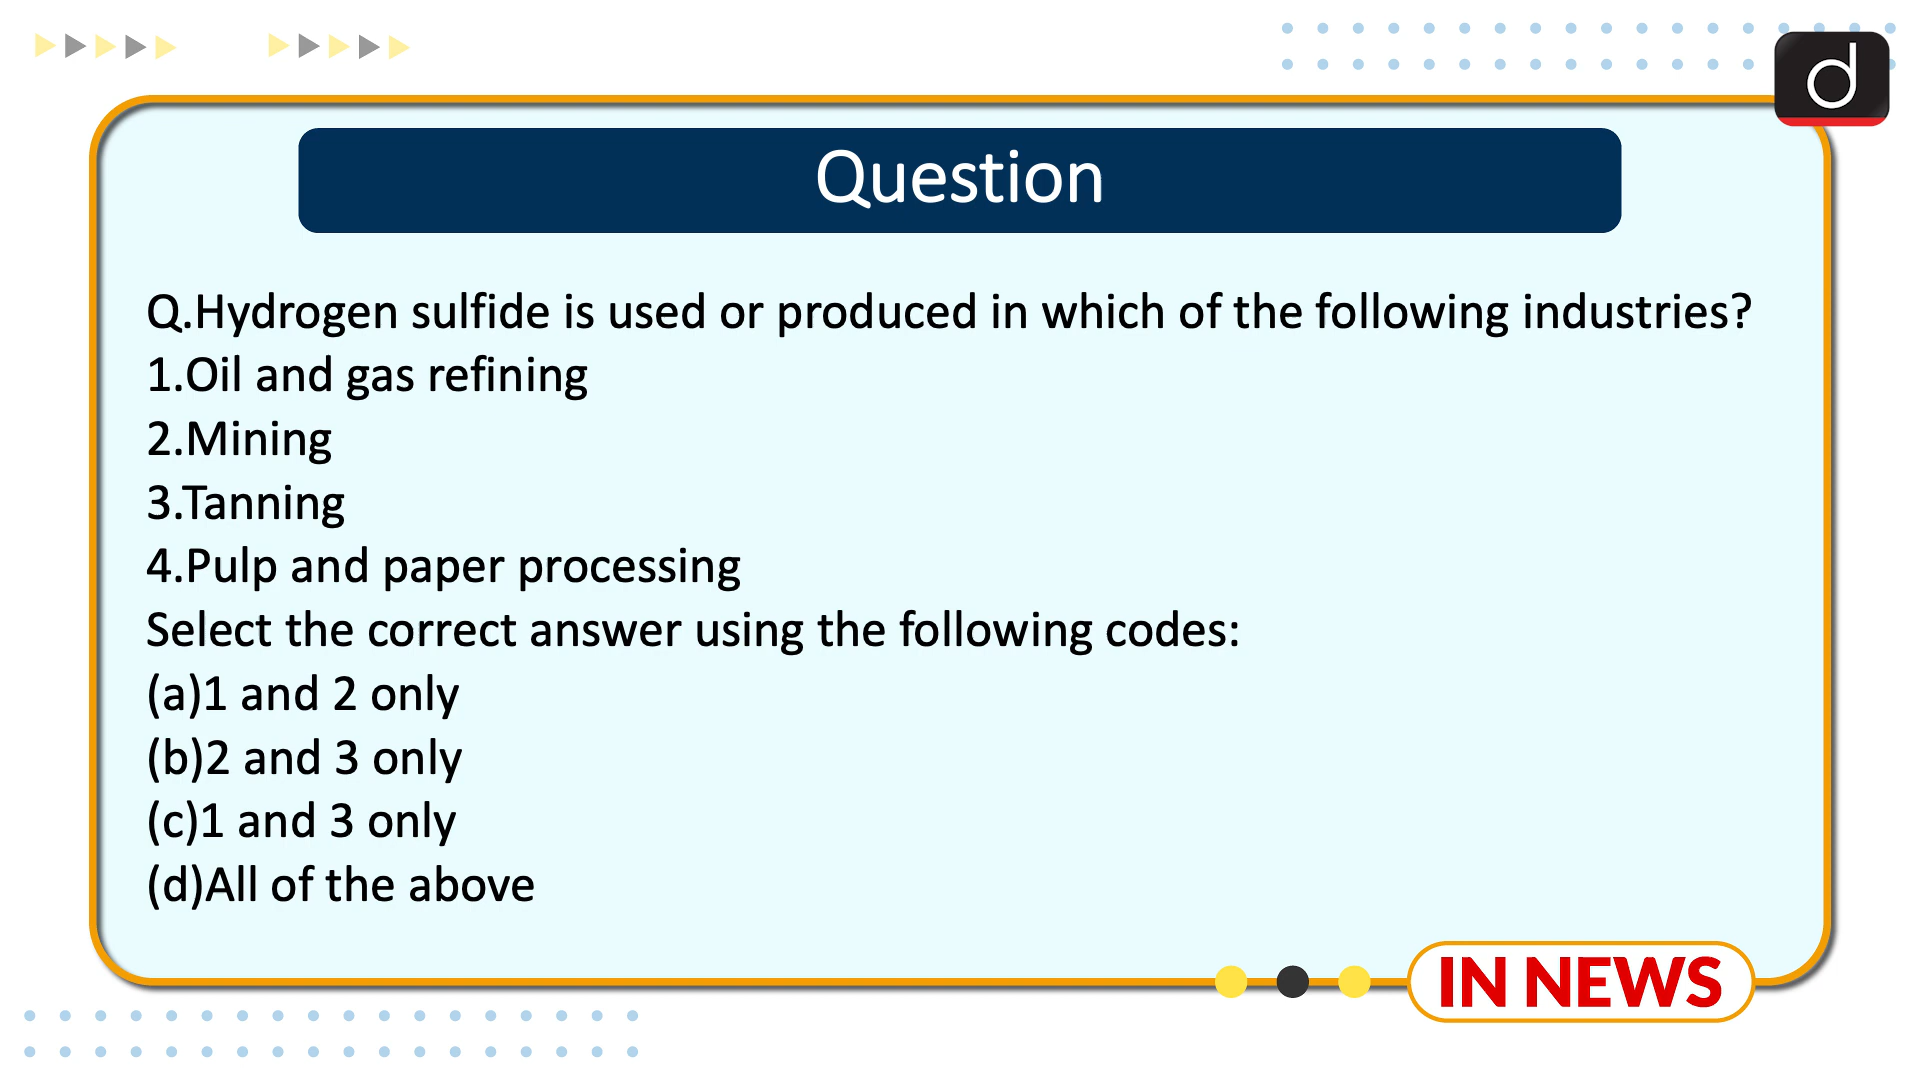 d
Question
Q.Hydrogen sulfide is used or produced in which of the following industries?
1.Oil and gas refining
2.Mining
3.Tanning
4.Pulp and paper processing
Select the correct answer using the following codes:
(a)1 and 2 only
(b)2 and 3 only
(c)1 and 3 only
(d)All of the above
IN NEWS